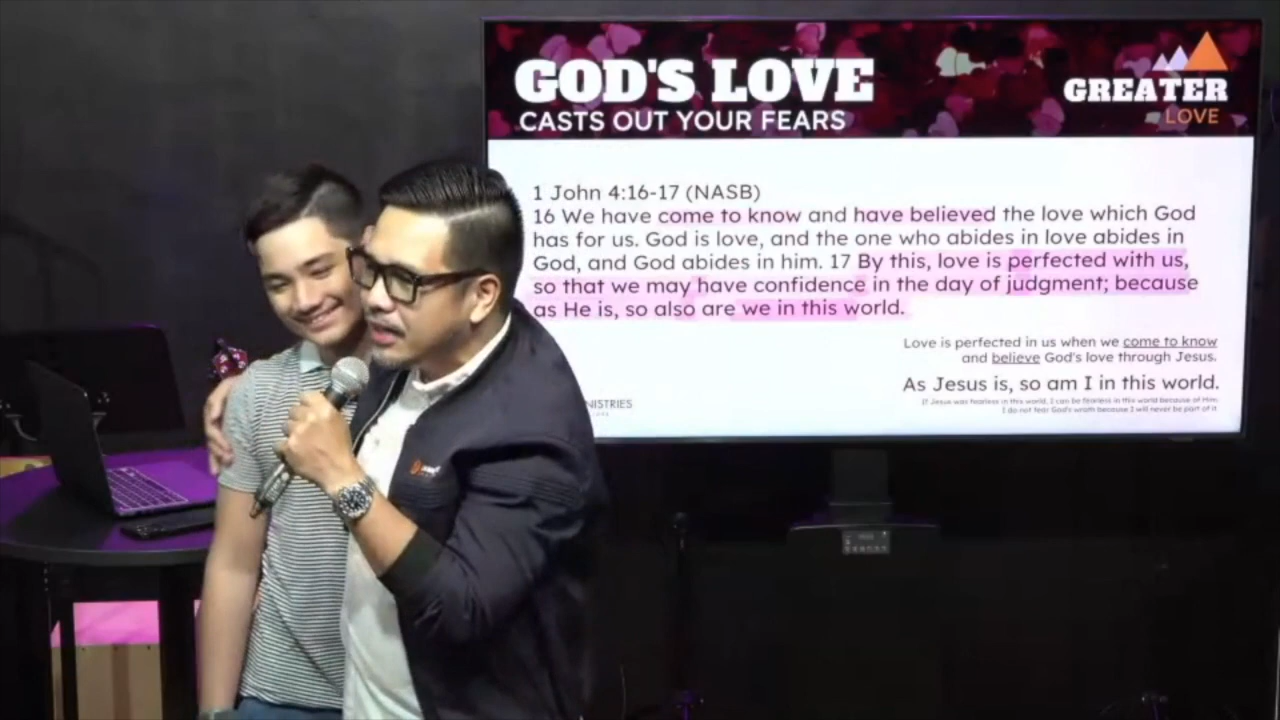 GOD'S LOVE
CASTS OUT YOUR FEARS
GREATER
LOVE
1 John 4:16-17 (NASB)
16 We have come to know and have believed the love which God
has for us. God is love, and the one who abides in love abides in
God, and God abides in him. 17 By this, love is perfected with us,
so that we may have confidence in the day of judgment; because
as He is, so also are we in this world.
Love is perfected in us when we come to know
and believe God's love through Jesus.
As Jesus is, so am I in this world.
If Jesus was fearless in this world, I can be fearless in this world because of Him.
I do not fear God's wrath because I will never be part of it.